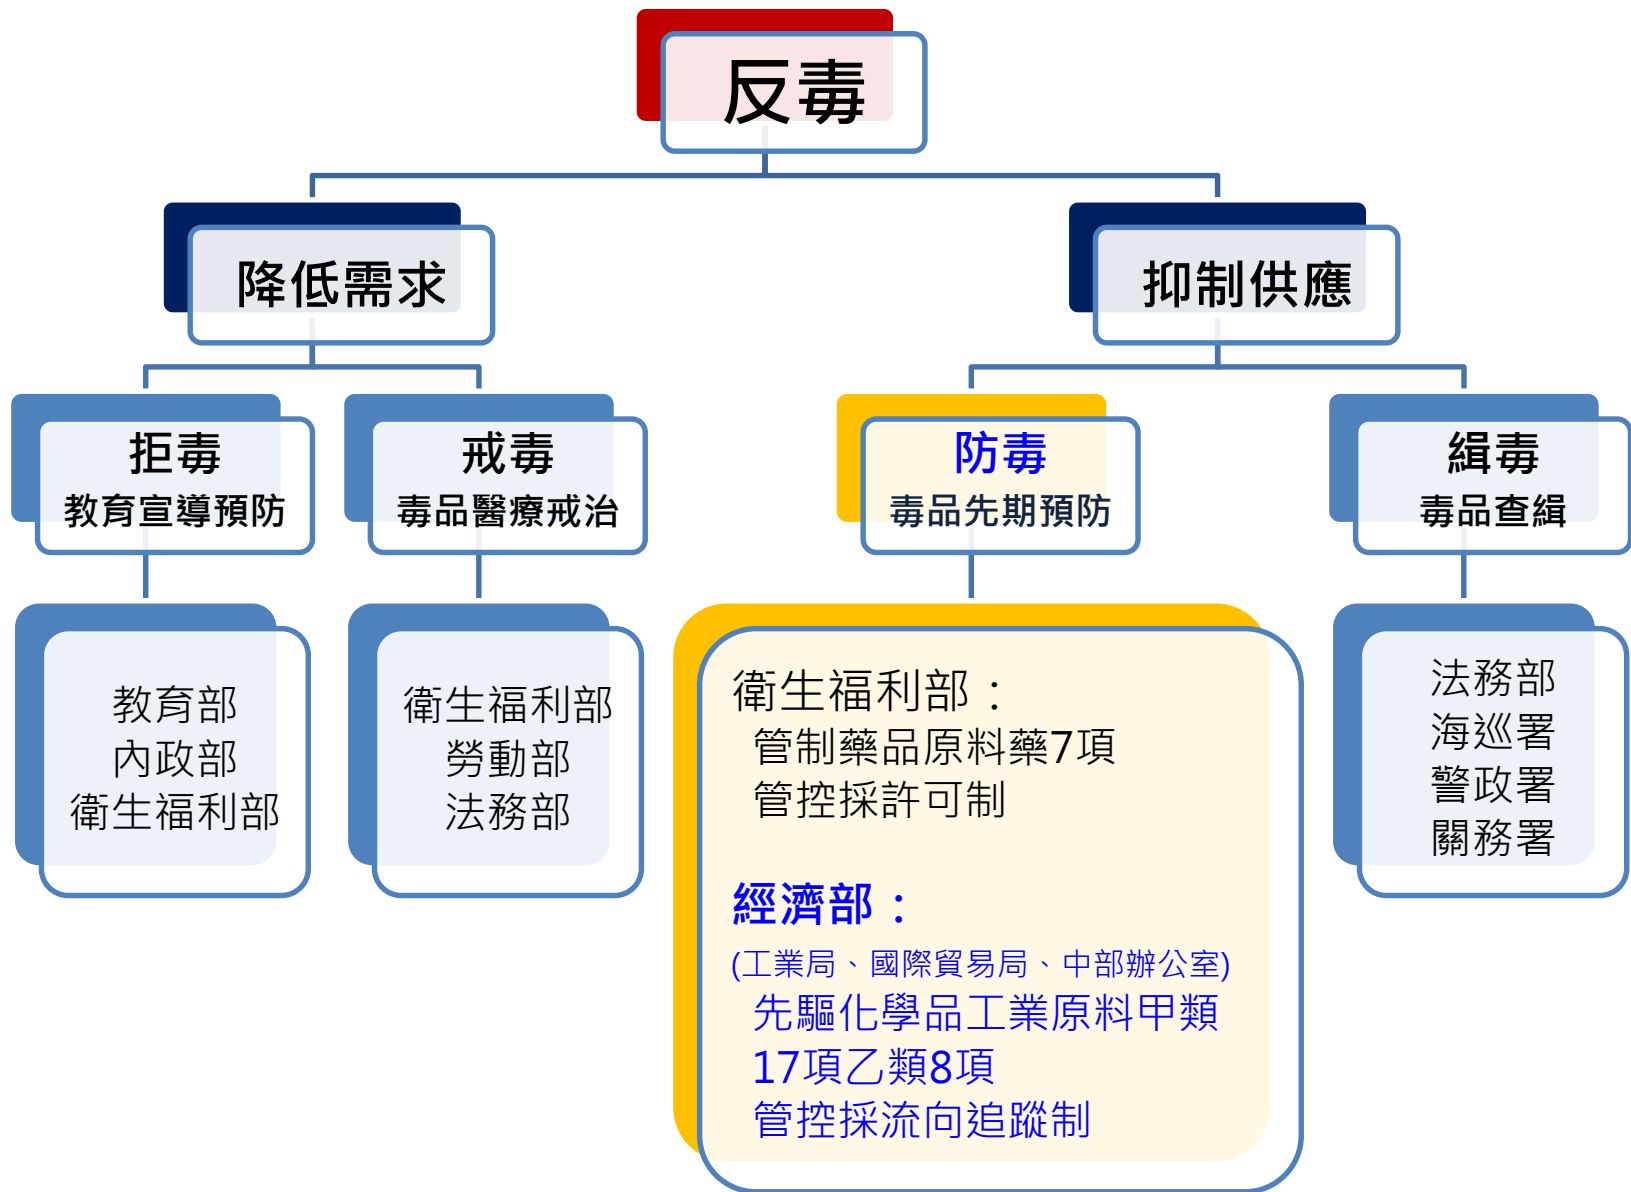 反毒
降低需求
抑制供應
拒毒
教育宣導預防
戒毒
毒品醫療戒治
防毒
毒品先期預防
緝毒
毒品查緝
教育部
內政部
衛生福利部
衛生福利部
勞動部
法務部
衛生福利部：
管制藥品原料藥7項
管控採許可制
經濟部：
(工業局、國際貿易局、中部辦公室)
先驅化學品工業原料甲類
17項乙類8項
管控採流向追蹤制
法務部
海巡署
警政署
關務署